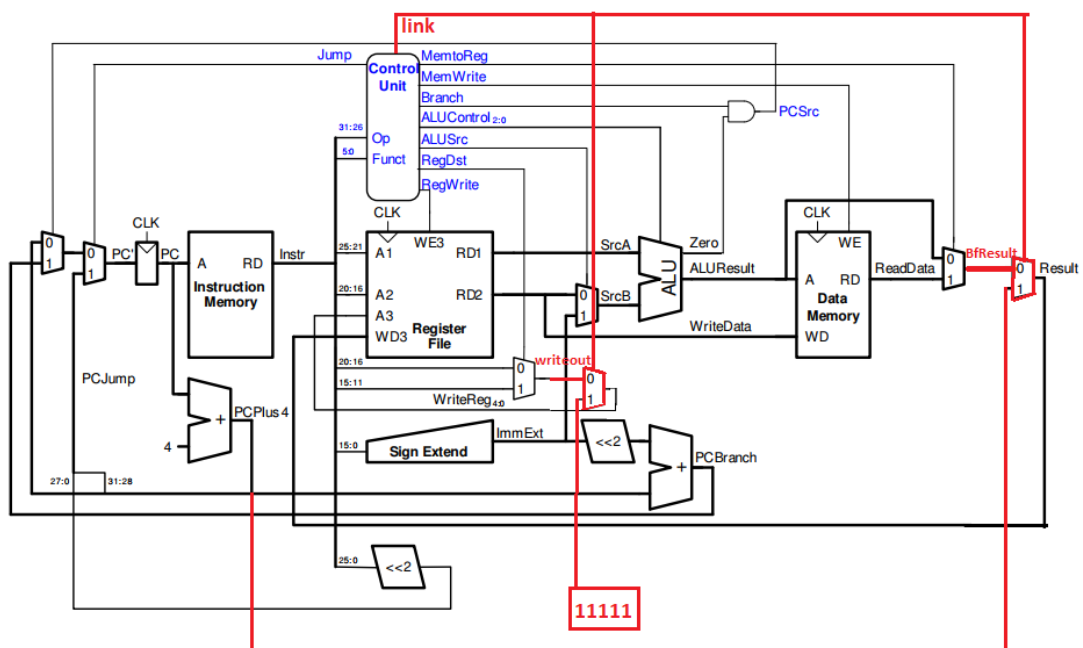 link
Jump
Control
Unit
MemtoReg
MemWrite
Branch
ALUControl2:0
ALUSrc
RegDst
RegWrite
PCSrc
31:26
Op
5:0
Funct
CLK
CLK
CLK
0
1
0
1
PC'
PC
A
RD
Instruction
Memory
Instr
25:21
A1
WE3
RD1
20:16
A2
RD2
A3
WD3
Register
File
SrcA
Zero
ALU
ALUResult
0
1
SrcB
WriteData
WE
A
RD
Data
Memory
WD
ReadData
0
1
BfResult
0
1
Result
20:16
15:11
0
1
writeout
0
1
WriteReg4:0
PCJump
+
PCPlus4
4
15:0
Sign Extend
ImmExt
<<2
+
PCBranch
27:0
31:28
25:0
<<2
11111